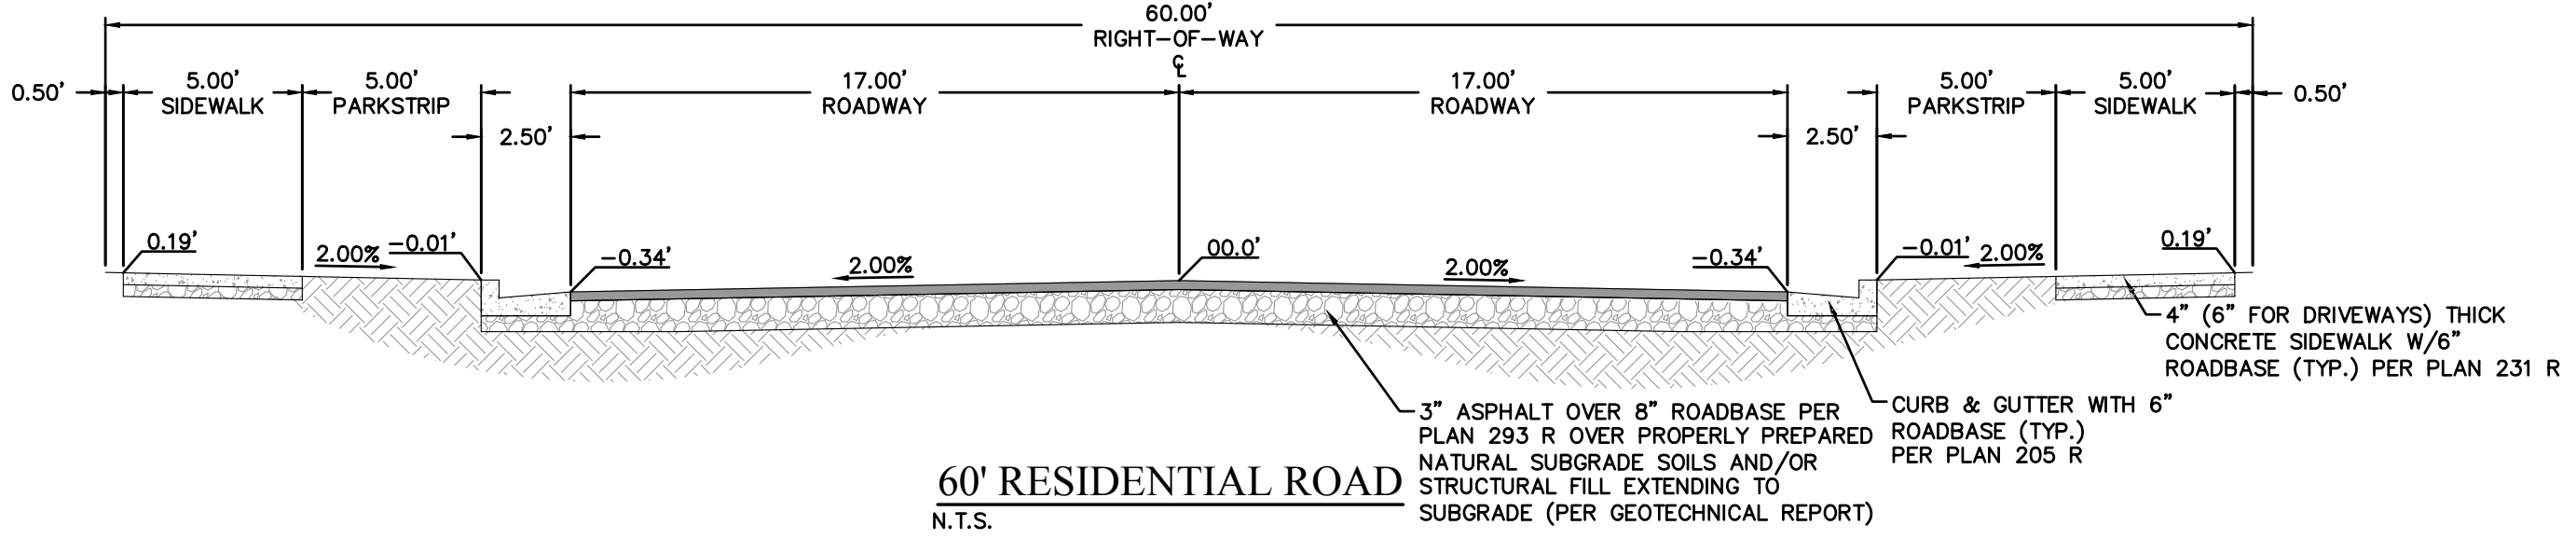 60.00'
RIGHT-OF-WAY
℄
0.50'
5.00'
SIDEWALK
5.00'
PARKSTRIP
2.50'
17.00'
ROADWAY
17.00'
ROADWAY
2.50'
5.00'
PARKSTRIP
5.00'
SIDEWALK
0.50'
0.19'
2.00%
-0.01'
-0.34'
2.00%
00.0'
2.00%
-0.34'
-0.01'
2.00%
0.19'
4" (6" FOR DRIVEWAYS) THICK
CONCRETE SIDEWALK W/6"
ROADBASE (TYP.) PER PLAN 231 R
CURB & GUTTER WITH 6"
ROADBASE (TYP.)
PER PLAN 205 R
3" ASPHALT OVER 8" ROADBASE PER
PLAN 293 R OVER PROPERLY PREPARED
NATURAL SUBGRADE SOILS AND/OR
STRUCTURAL FILL EXTENDING TO
SUBGRADE (PER GEOTECHNICAL REPORT)
60' RESIDENTIAL ROAD
N.T.S.